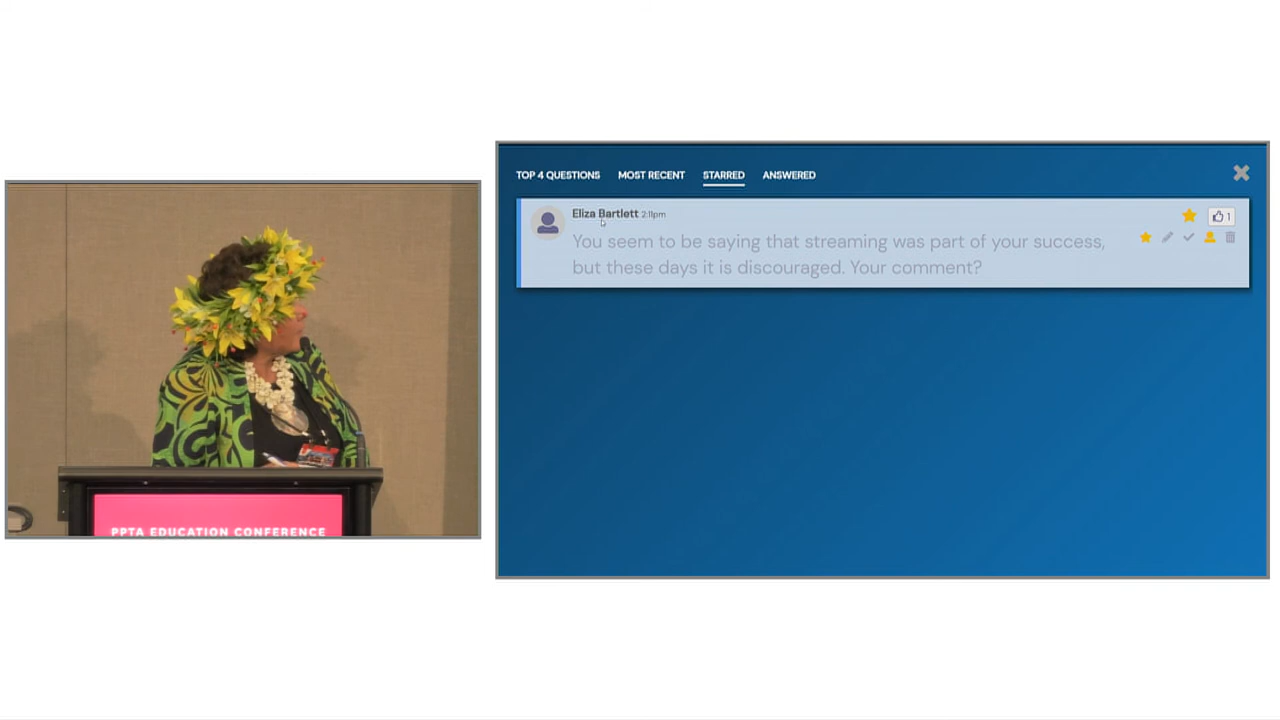 TOP 4 QUESTIONS MOST RECENT STARRED ANSWERED
Eliza Bartlett 2:11pm
1
You seem to be saying that streaming was part of your success,
but these days it is discouraged. Your comment?
PPTA EDUCATION CONFERENCE